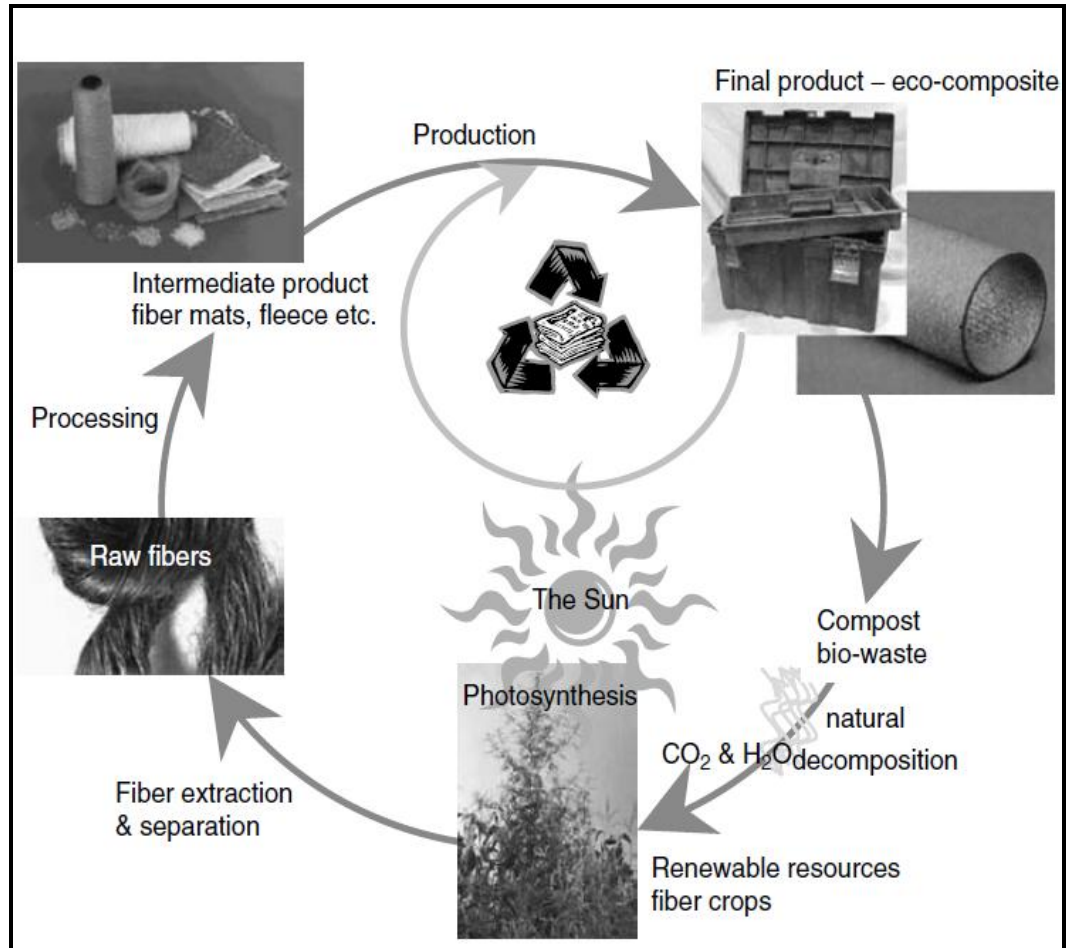 Final product – eco-composite
Production
Intermediate product
fiber mats, fleece etc.
Processing
Raw fibers
The Sun
Compost
bio-waste
Photosynthesis
natural
CO₂ & H₂O decomposition
Fiber extraction
& separation
Renewable resources
fiber crops